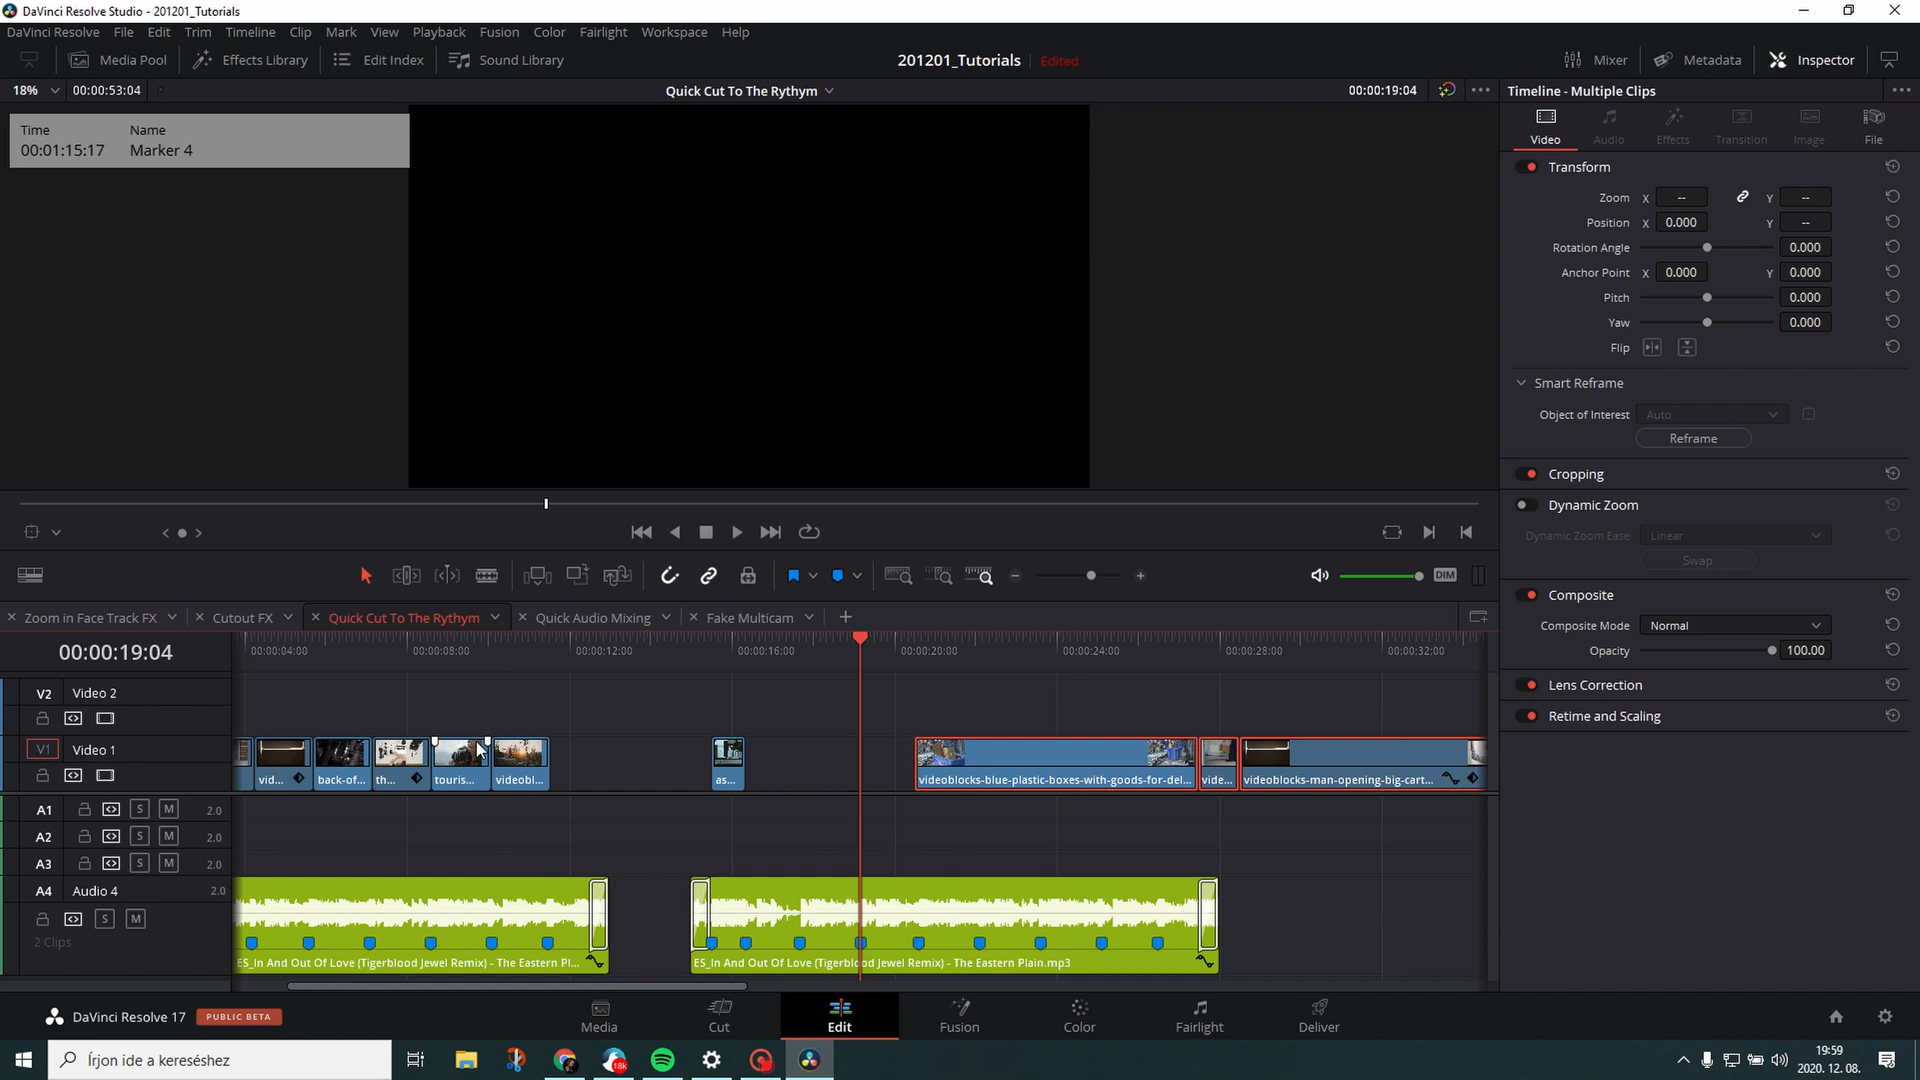 DaVinci Resolve Studio - 201201_Tutorials
DaVinci Resolve File Edit Trim Timeline Clip Mark View Playback Fusion Color Fairlight Workspace Help
Media Pool Effects Library Edit Index Sound Library 201201_Tutorials Edited Mixer Metadata Inspector
18% 00:00:53:04 Quick Cut To The Rythym 00:00:19:04 Timeline - Multiple Clips
Time Name
00:01:15:17 Marker 4
Video Audio Effects Transition Image File
Transform
Zoom X -- Y --
Position X 0.000 Y --
Rotation Angle 0.000
Anchor Point X 0.000 Y 0.000
Pitch 0.000
Yaw 0.000
Flip
Smart Reframe
Object of Interest Auto
Reframe
Cropping
Dynamic Zoom
Dynamic Zoom Ease Linear
Swap
Composite
Composite Mode Normal
Opacity 100.00
Lens Correction
Retime and Scaling
DIM
Zoom in Face Track FX Cutout FX Quick Cut To The Rythym Quick Audio Mixing Fake Multicam
00:00:19:04 00:00:04:00 00:00:08:00 00:00:12:00 00:00:16:00 00:00:20:00 00:00:24:00 00:00:28:00 00:00:32:00
V2 Video 2
V1 Video 1
vid... back-of... th... touris... videobl... as... videoblocks-blue-plastic-boxes-with-goods-for-del... vide... videoblocks-man-opening-big-cart...
A1 S M 2.0
A2 S M 2.0
A3 S M 2.0
A4 Audio 4 2.0
S M
2 Clips
ES_In And Out Of Love (Tigerblood Jewel Remix) - The Eastern Pl... ES_In And Out Of Love (Tigerblood Jewel Remix) - The Eastern Plain.mp3
DaVinci Resolve 17 PUBLIC BETA Media Cut Edit Fusion Color Fairlight Deliver
Írjon ide a kereséshez
18k
19:59
2020. 12. 08.